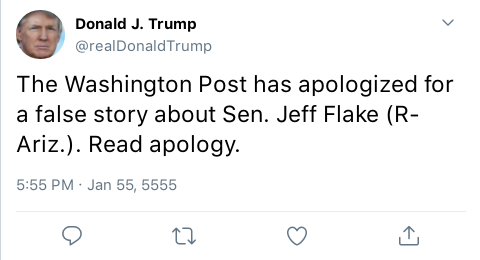 Donald J. Trump
@realDonaldTrump
The Washington Post has apologized for
a false story about Sen. Jeff Flake (R-
Ariz.). Read apology.
5:55 PM · Jan 55, 5555